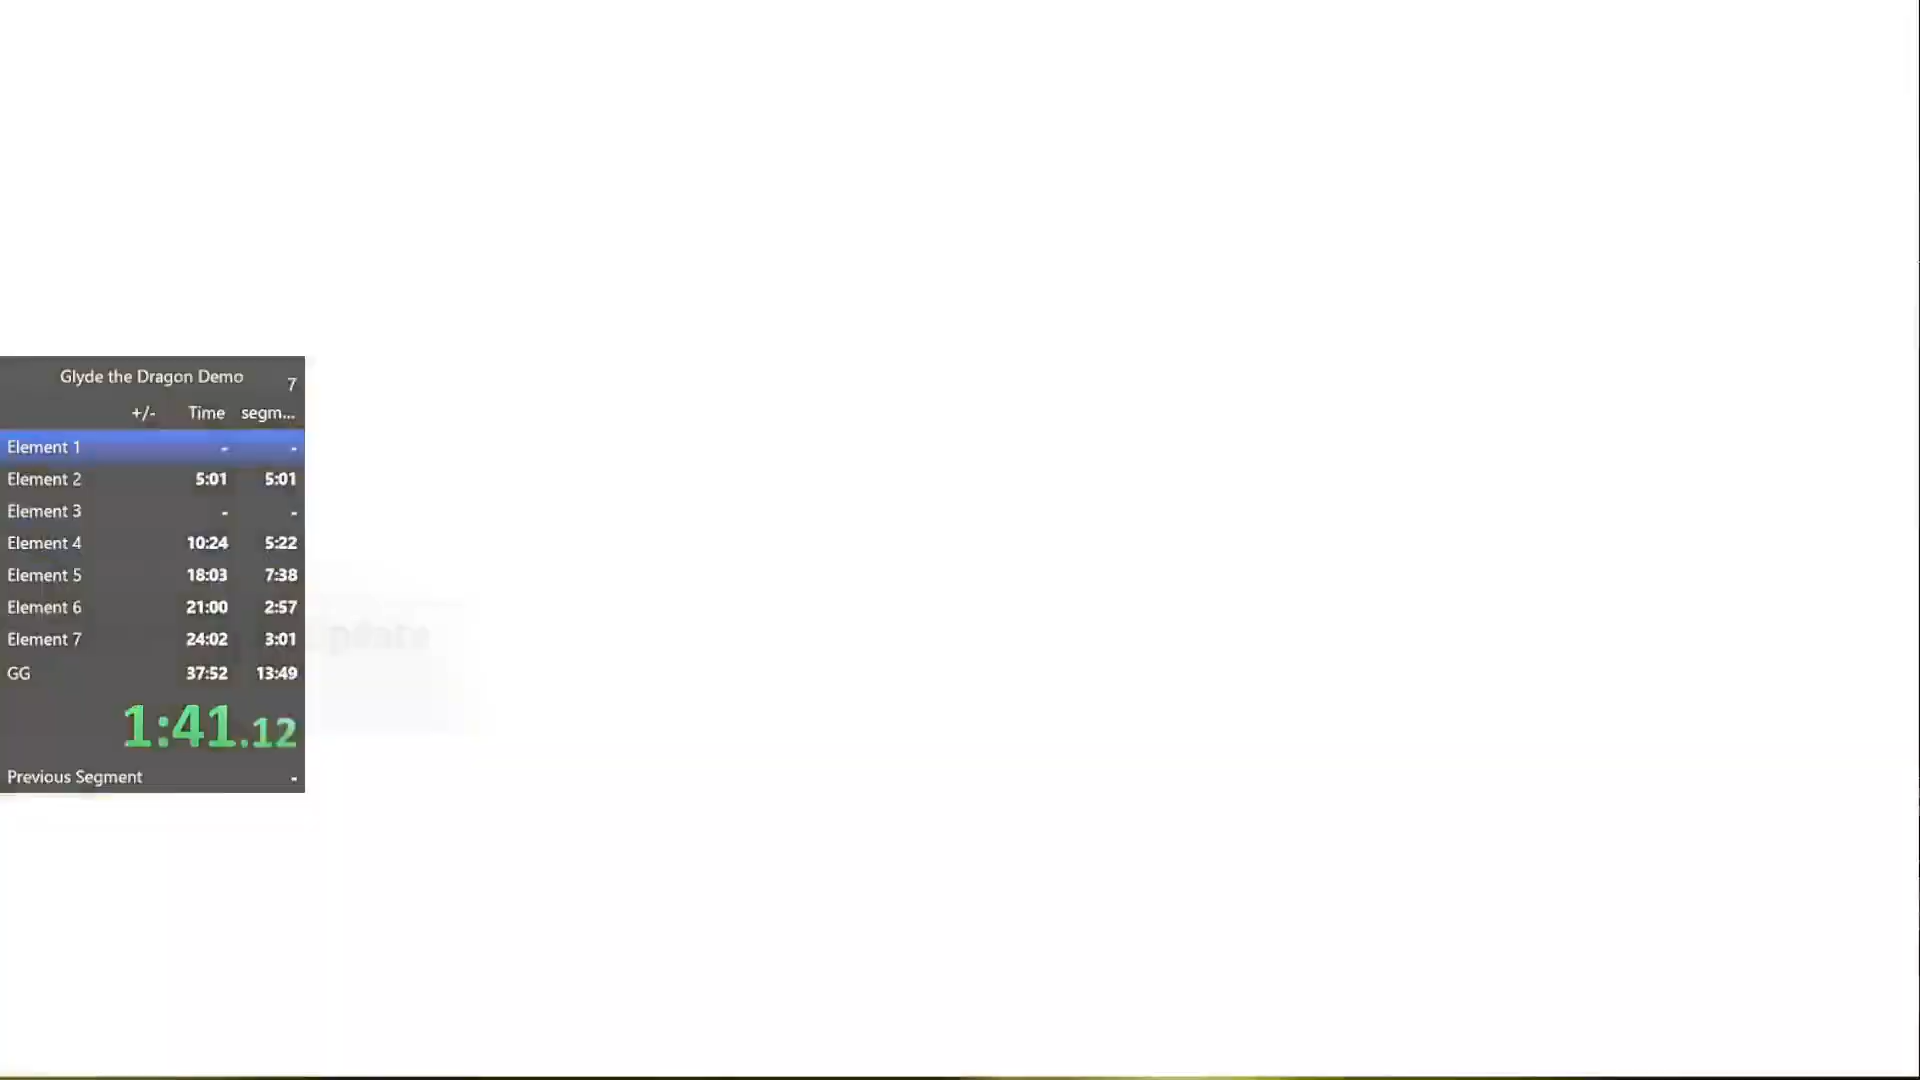 Glyde the Dragon Demo
7
+/- Time segm...
Element 1 - -
Element 2 5:01 5:01
Element 3 - -
Element 4 10:24 5:22
Element 5 18:03 7:38
Element 6 21:00 2:57
Element 7 24:02 3:01
GG 37:52 13:49
1:41.12
Previous Segment -